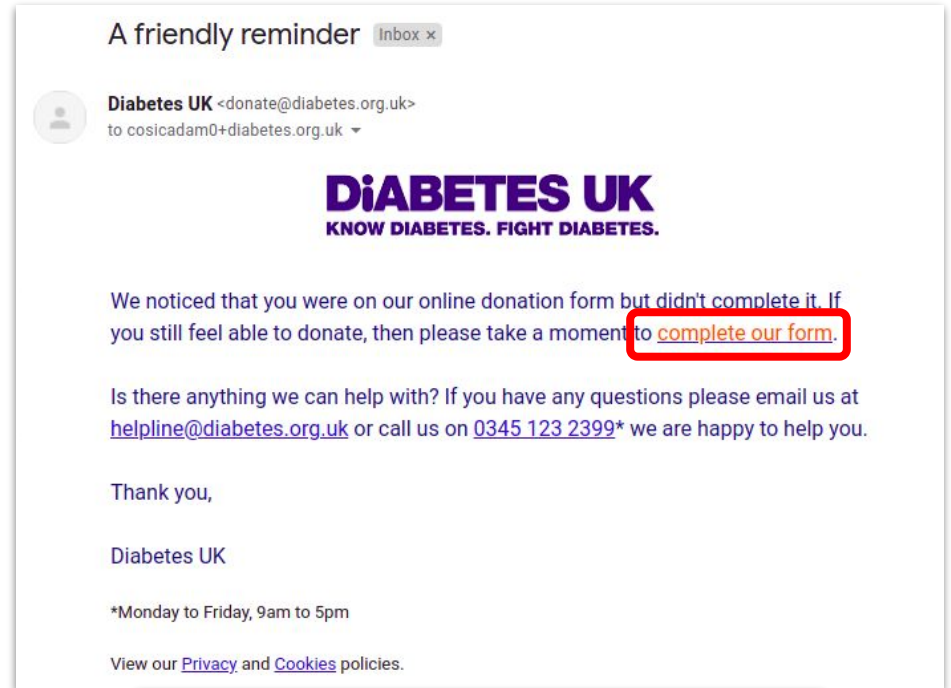 A friendly reminder Inbox ×
Diabetes UK <donate@diabetes.org.uk>
to cosicadam0+diabetes.org.uk
DiABETES UK
KNOW DIABETES. FIGHT DIABETES.
We noticed that you were on our online donation form but didn't complete it. If
you still feel able to donate, then please take a moment to complete our form.
Is there anything we can help with? If you have any questions please email us at
helpline@diabetes.org.uk or call us on 0345 123 2399* we are happy to help you.
Thank you,
Diabetes UK
*Monday to Friday, 9am to 5pm
View our Privacy and Cookies policies.